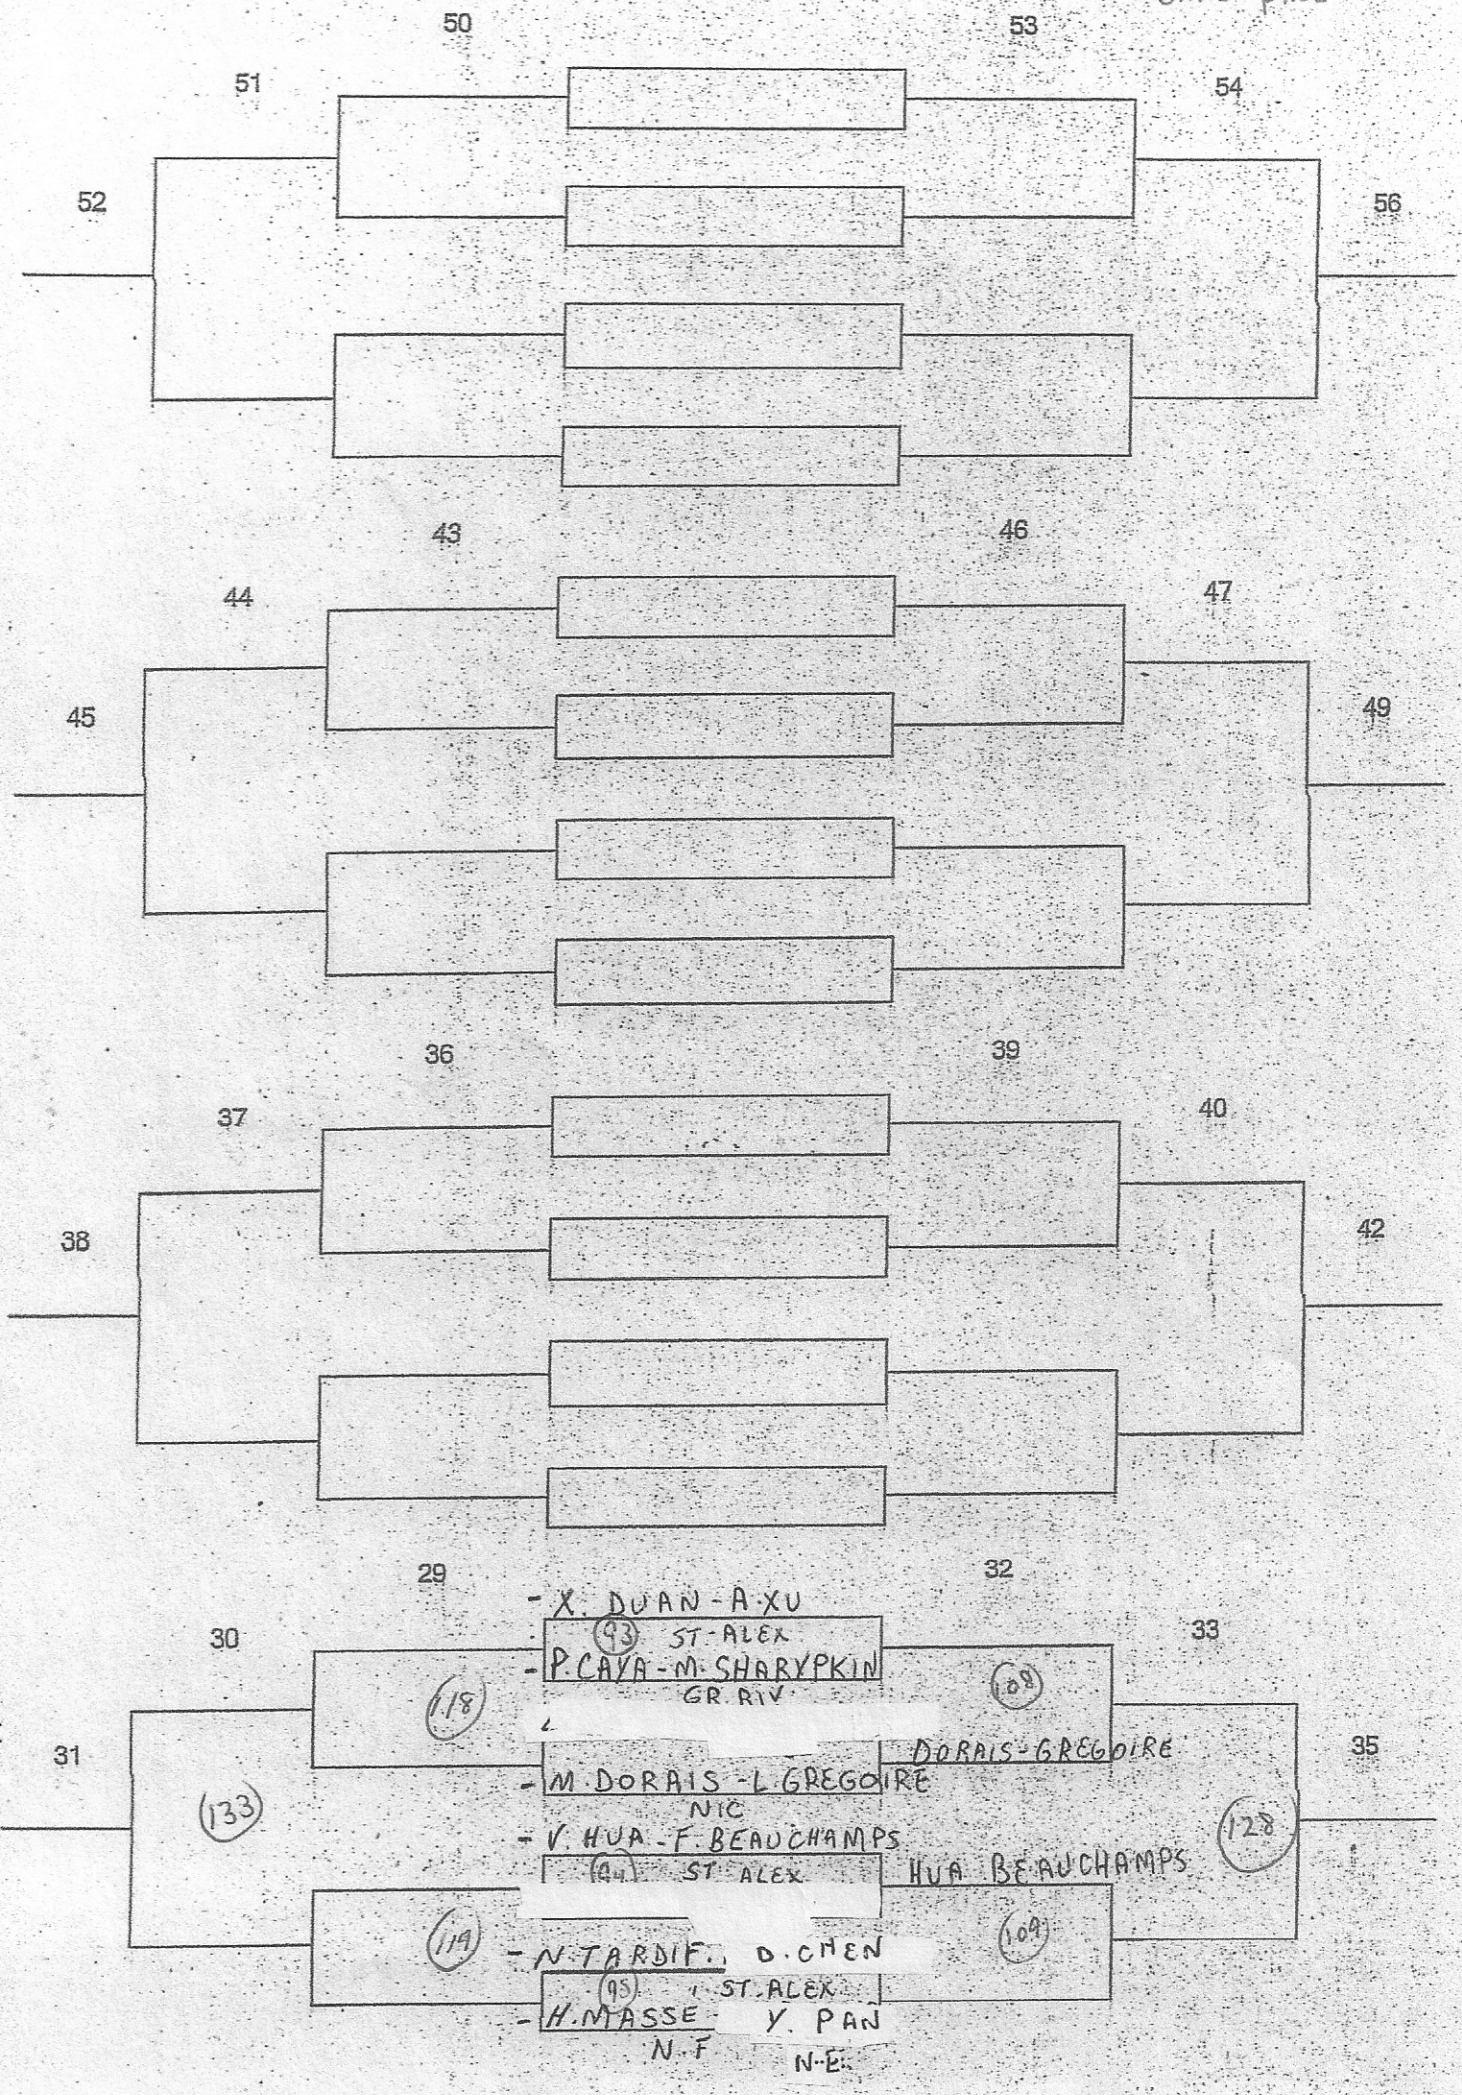 50
53
51
54
52
56
43
46
44
47
45
49
36
39
37
40
38
42
29
32
- X. DUAN - A. XU
30
93 ST-ALEX
33
- P. CAYA - M. SHARYPKIN
118
GR. RIV.
108
31
DORAIS-GREGOIRE
35
- M. DORAIS - L. GREGOIRE
133
NIC
128
- V. HUA - F. BEAUCHAMPS
94 ST ALEX
HUA BEAUCHAMPS
119
109
- N. TARDIF. D. CHEN
95 ST. ALEX
- H. MASSE Y. PAN
N.F
N.E.